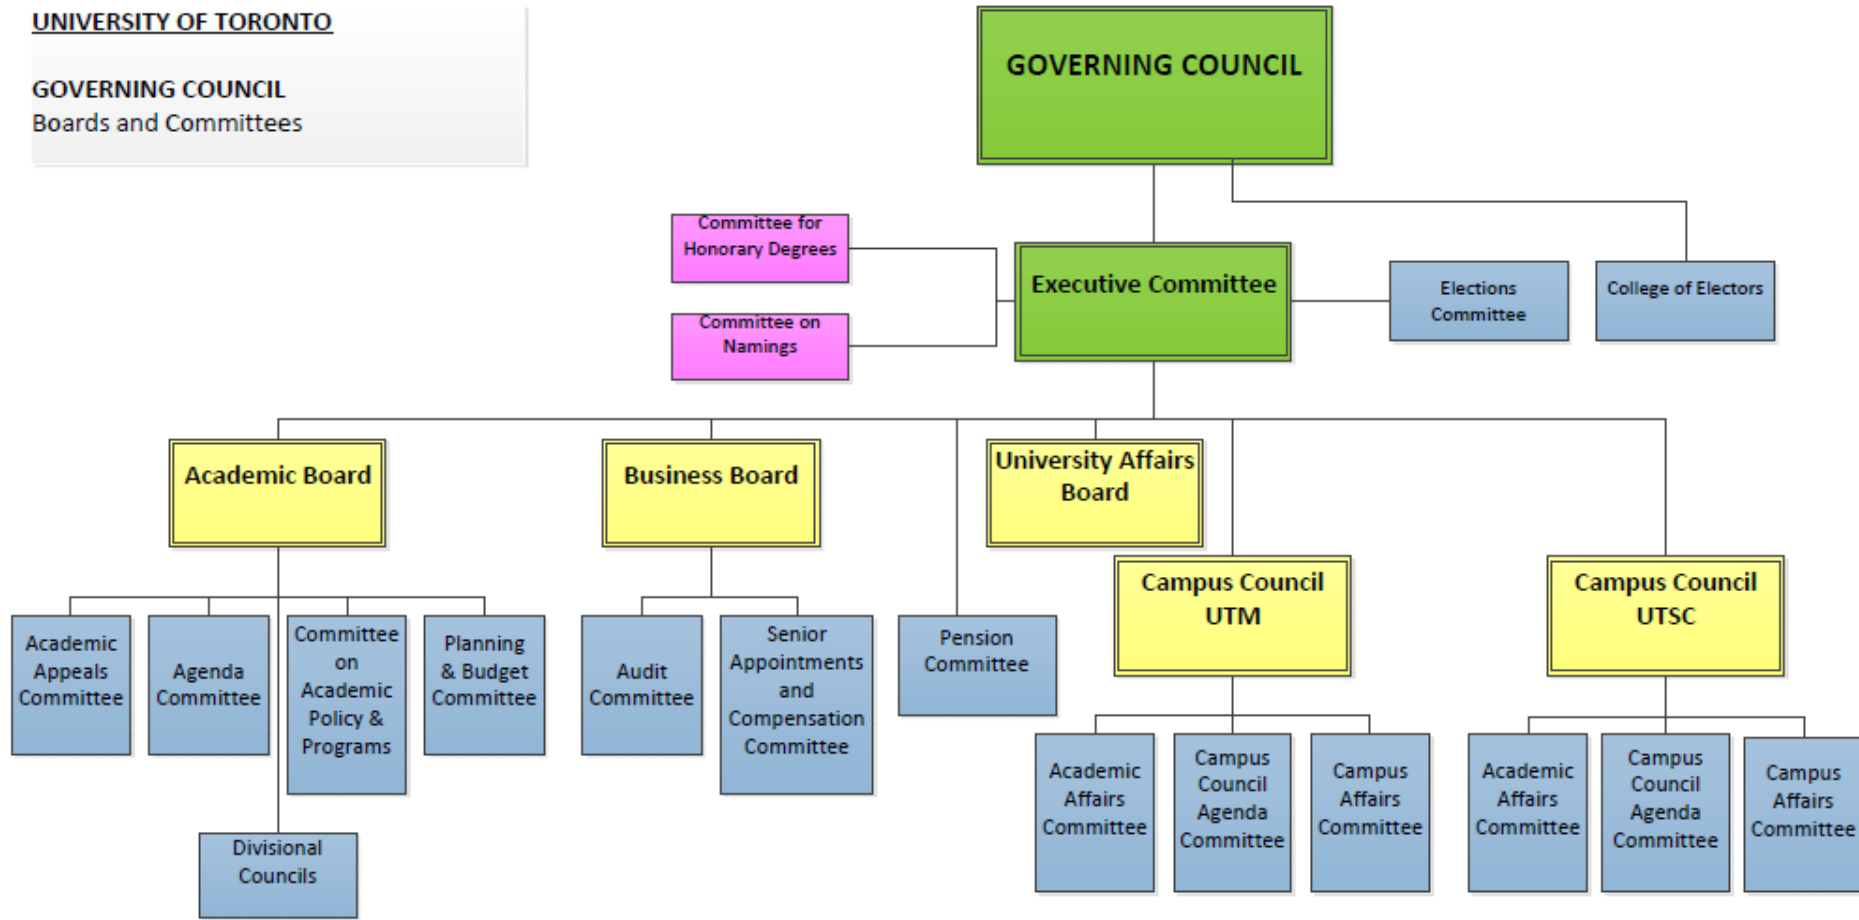 UNIVERSITY OF TORONTO
GOVERNING COUNCIL
Boards and Committees
GOVERNING COUNCIL
Committee for
Honorary Degrees
Committee on
Namings
Executive Committee
Elections
Committee
College of Electors
Academic Board
Business Board
University Affairs
Board
Campus Council
UTM
Campus Council
UTSC
Academic
Appeals
Committee
Agenda
Committee
Committee
on
Academic
Policy &
Programs
Planning
& Budget
Committee
Divisional
Councils
Audit
Committee
Senior
Appointments
and
Compensation
Committee
Pension
Committee
Academic
Affairs
Committee
Campus
Council
Agenda
Committee
Campus
Affairs
Committee
Academic
Affairs
Committee
Campus
Council
Agenda
Committee
Campus
Affairs
Committee